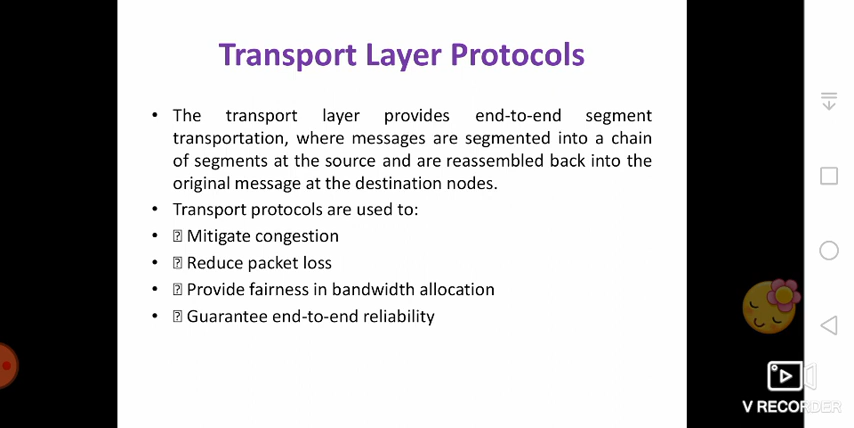 Transport Layer Protocols
• The transport layer provides end-to-end segment
transportation, where messages are segmented into a chain
of segments at the source and are reassembled back into the
original message at the destination nodes.
• Transport protocols are used to:
• ⍰ Mitigate congestion
• ⍰ Reduce packet loss
• ⍰ Provide fairness in bandwidth allocation
• ⍰ Guarantee end-to-end reliability
V RECORDER